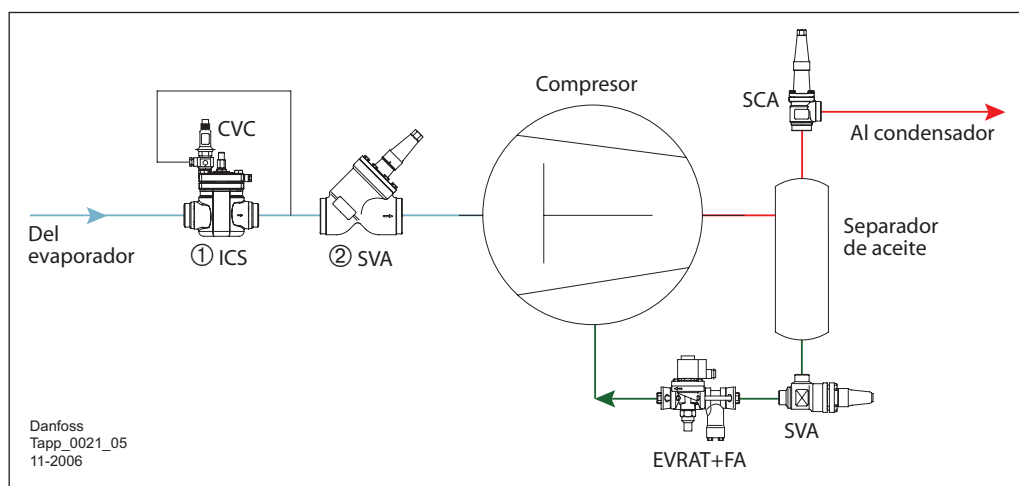 Compresor
SCA
CVC
Al condensador
Del
evaporador
① ICS
② SVA
Separador
de aceite
SVA
EVRAT+FA
Danfoss
Tapp_0021_05
11-2006